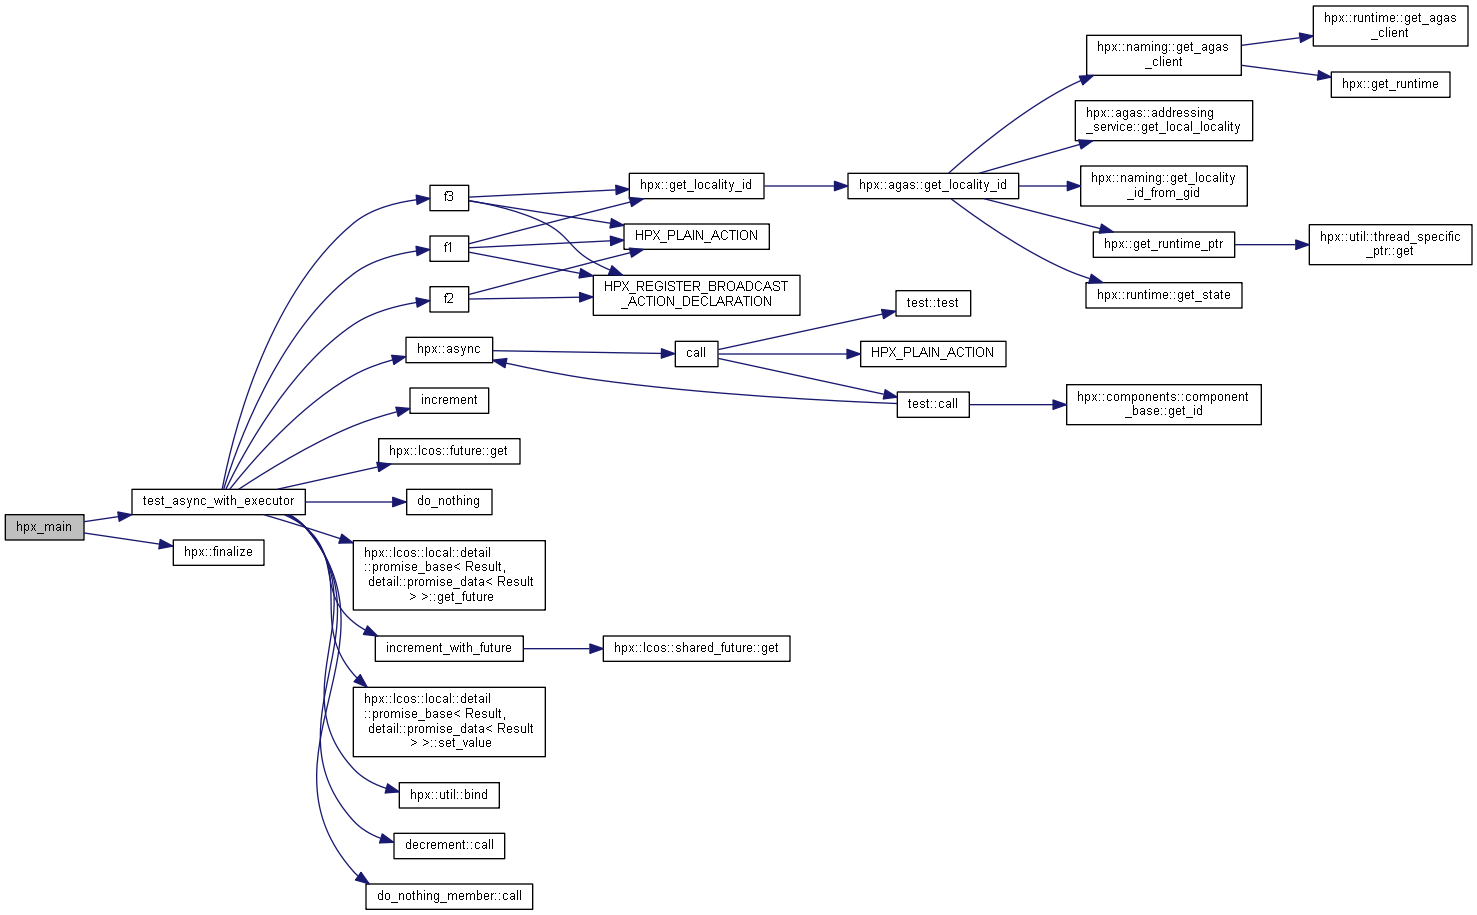 hpx_main
test_async_with_executor
hpx::finalize
f3
f1
f2
hpx::async
increment
hpx::lcos::future::get
do_nothing
hpx::lcos::local::detail
::promise_base< Result,
detail::promise_data< Result
> >::get_future
increment_with_future
hpx::lcos::local::detail
::promise_base< Result,
detail::promise_data< Result
> >::set_value
hpx::util::bind
decrement::call
do_nothing_member::call
hpx::get_locality_id
HPX_PLAIN_ACTION
HPX_REGISTER_BROADCAST
_ACTION_DECLARATION
call
hpx::lcos::shared_future::get
hpx::agas::get_locality_id
test::test
HPX_PLAIN_ACTION
test::call
hpx::naming::get_agas
_client
hpx::agas::addressing
_service::get_local_locality
hpx::naming::get_locality
_id_from_gid
hpx::get_runtime_ptr
hpx::runtime::get_state
hpx::components::component
_base::get_id
hpx::runtime::get_agas
_client
hpx::get_runtime
hpx::util::thread_specific
_ptr::get